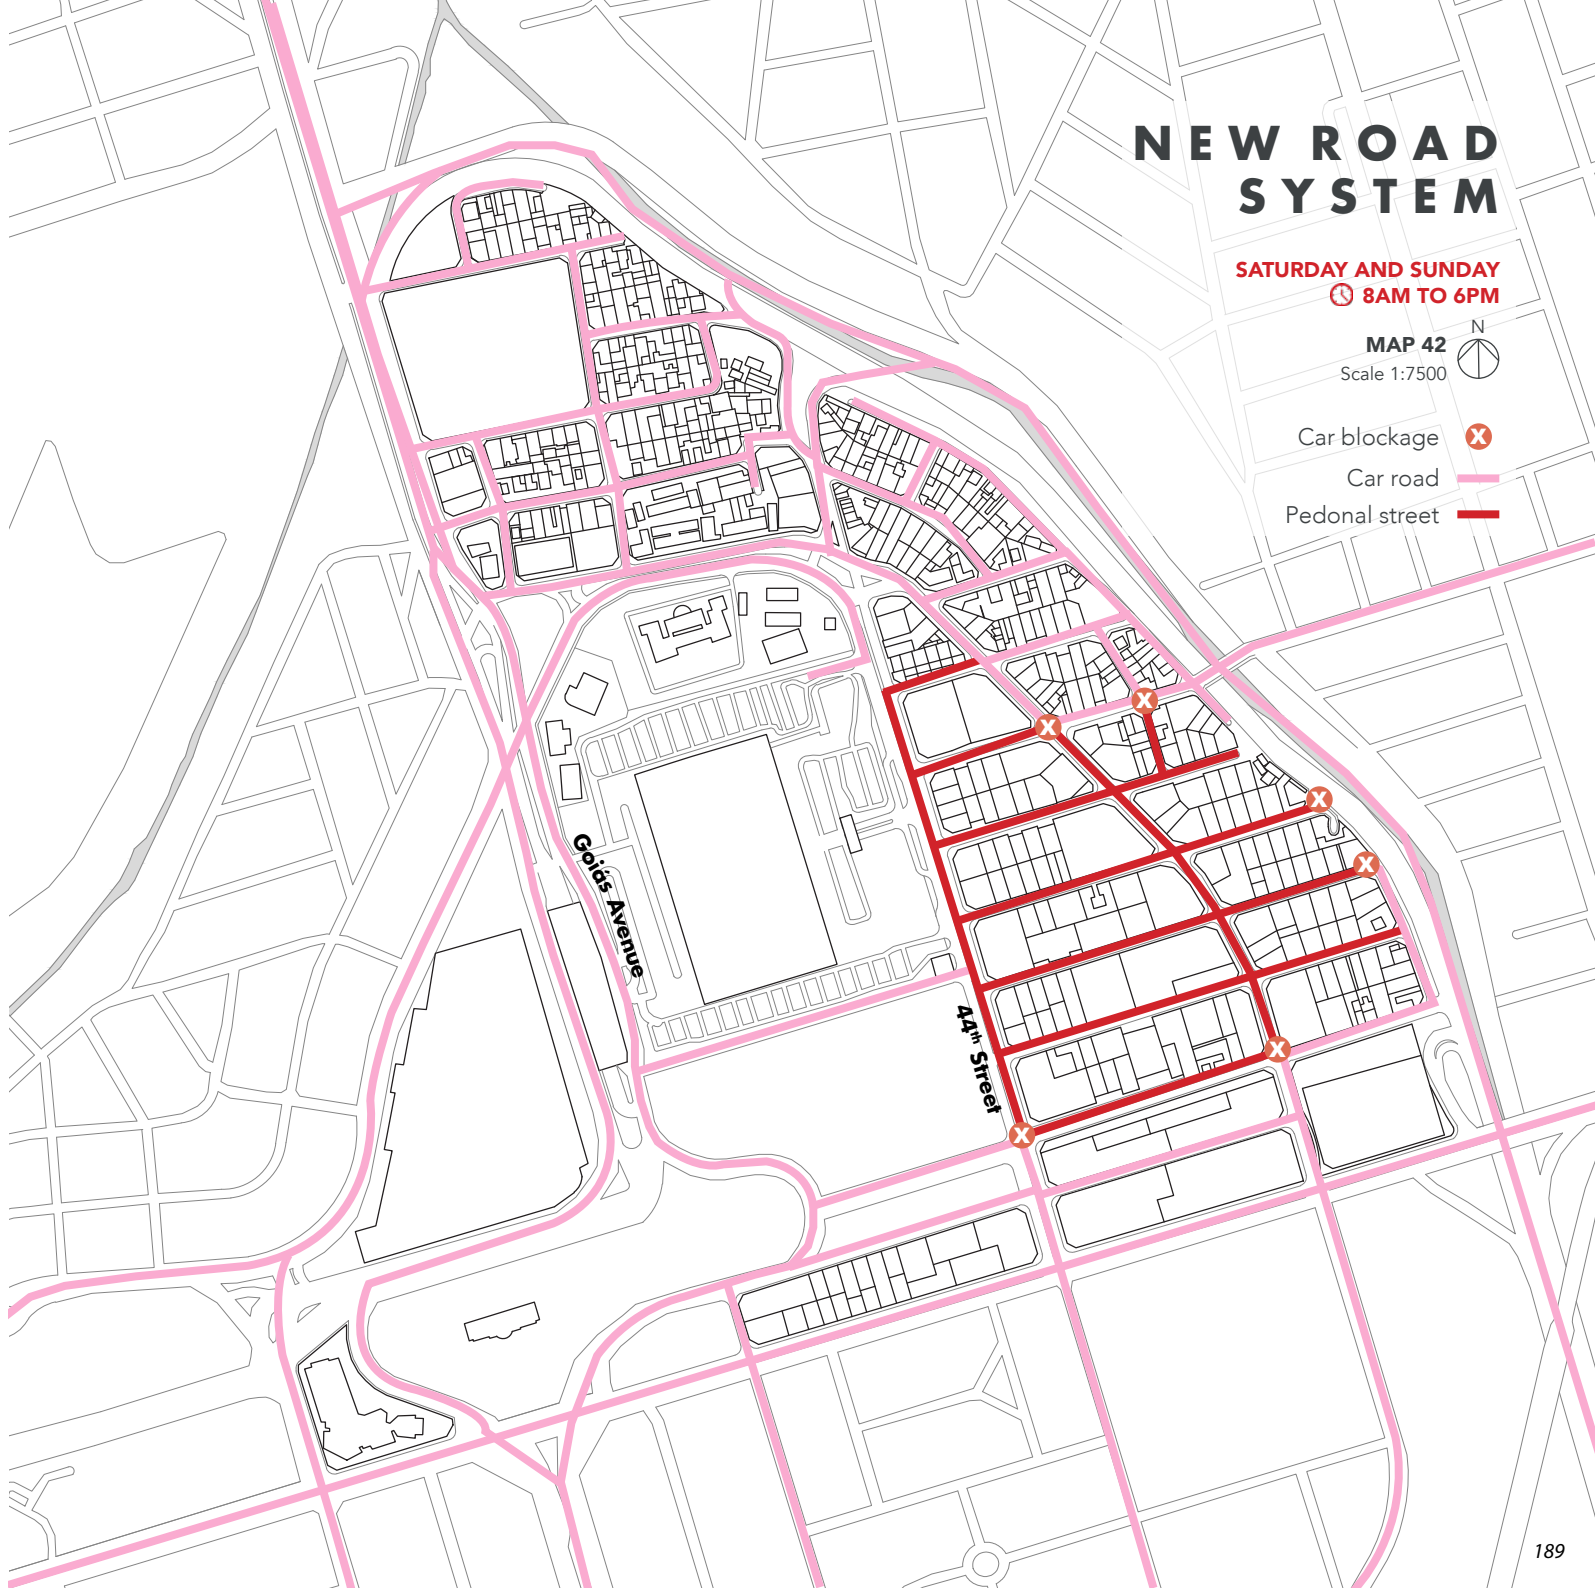 NEW ROAD
SYSTEM
SATURDAY AND SUNDAY
8AM TO 6PM
N
MAP 42
Scale 1:7500
Car blockage X
Car road
Pedonal street
X
X
X
X
Goiás Avenue
44th Street
X
X
189